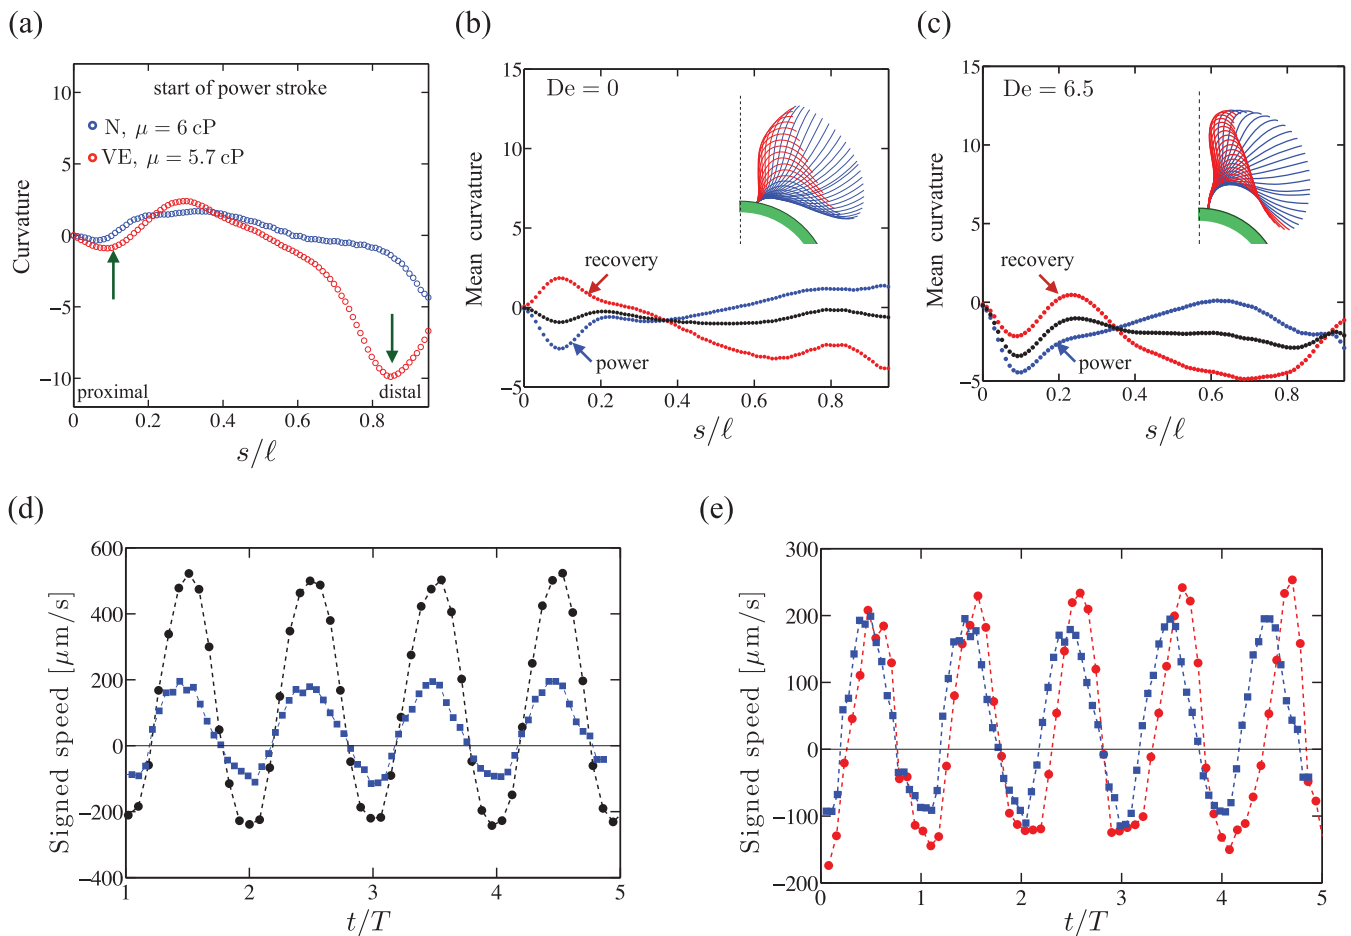 (a)
start of power stroke
N, μ = 6 cP
VE, μ = 5.7 cP
Curvature
10
5
0
−5
−10
proximal
distal
0
0.2
0.4
0.6
0.8
s/ℓ
(b)
De = 0
Mean curvature
15
10
5
0
−5
recovery
power
0
0.2
0.4
0.6
0.8
s/ℓ
(c)
De = 6.5
Mean curvature
15
10
5
0
−5
recovery
power
0
0.2
0.4
0.6
0.8
s/ℓ
(d)
Signed speed [μm/s]
600
400
200
0
−200
−400
1
2
3
4
5
t/T
(e)
Signed speed [μm/s]
300
200
100
0
−100
−200
0
1
2
3
4
5
t/T